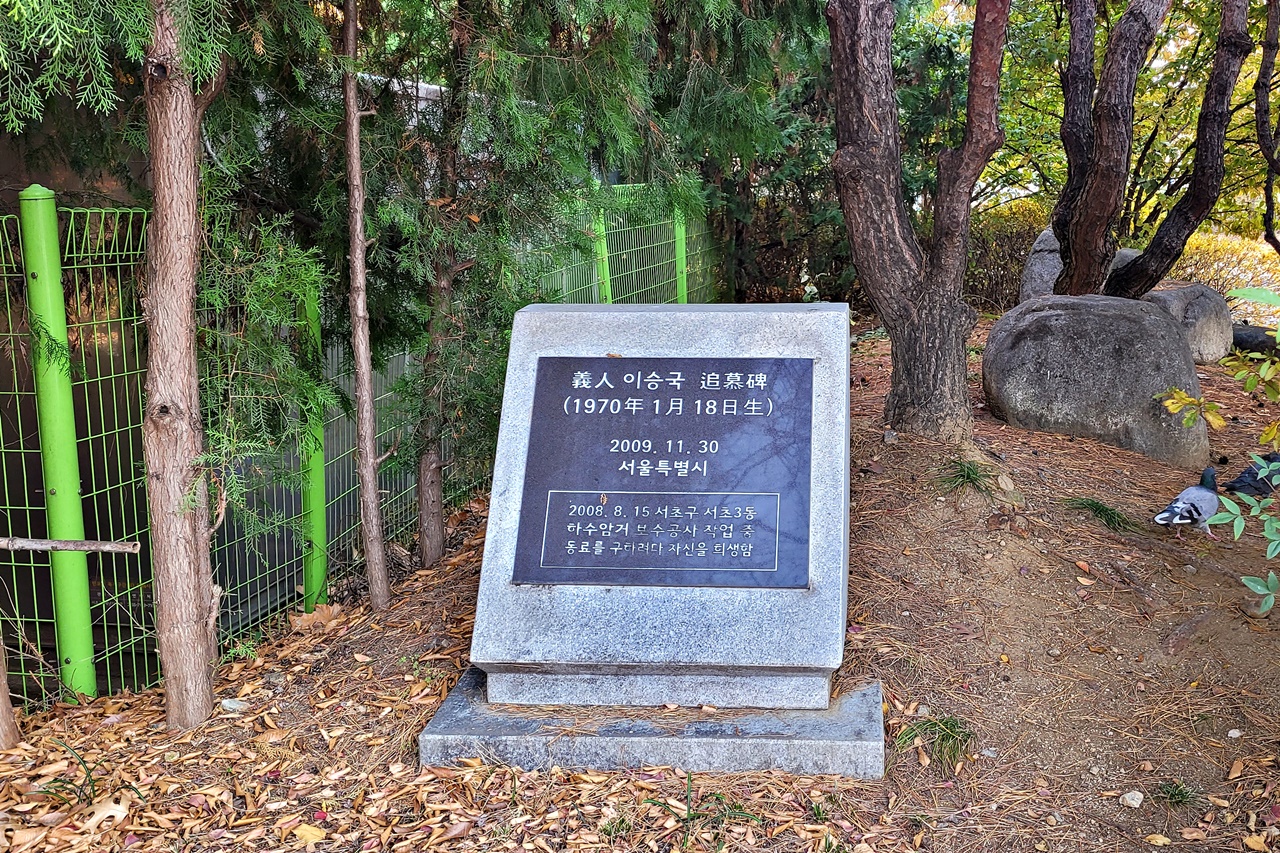 義人 이승국 追慕碑
(1970年 1月 18日生)
2009. 11. 30
서울특별시
2008. 8. 15 서초구 서초3동
하수암거 보수공사 작업 중
동료를 구하려다 자신을 희생함